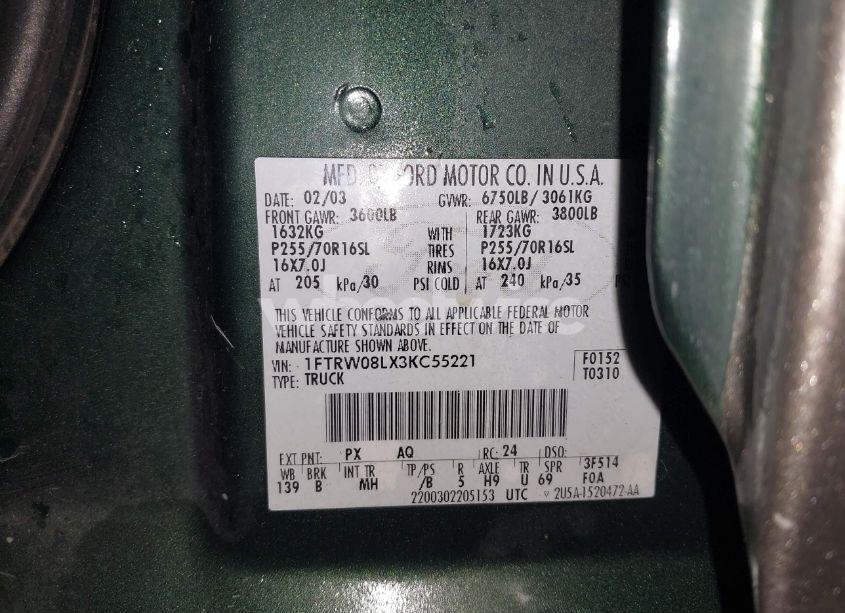 MFD. FORD MOTOR CO. IN U.S.A.
DATE: 02/03 GVWR: 6750LB/ 3061KG
FRONT GAWR: 3600LB REAR GAWR: 3800LB
1632KG WITH 1723KG
P255/70R16SL TIRES P255/70R16SL
16X7.0J RIMS 16X7.0J
AT 205 kPa/30 PSI COLD AT 240 kPa/35 PS
THIS VEHICLE CONFORMS TO ALL APPLICABLE FEDERAL MOTOR
VEHICLE SAFETY STANDARDS IN EFFECT ON THE DATE OF
MANUFACTURE SHOWN ABOVE.
VIN: 1FTRW08LX3KC55221 F0152
TYPE: TRUCK T0310
EXT PNT: PX AQ RC: 24 DSO:
WB BRK INT TR TP/PS R AXLE TR SPR 3F514
139 B MH /B 5 H9 U 69 F0A
2200302205153 UTC 2U5A-1520472-AA